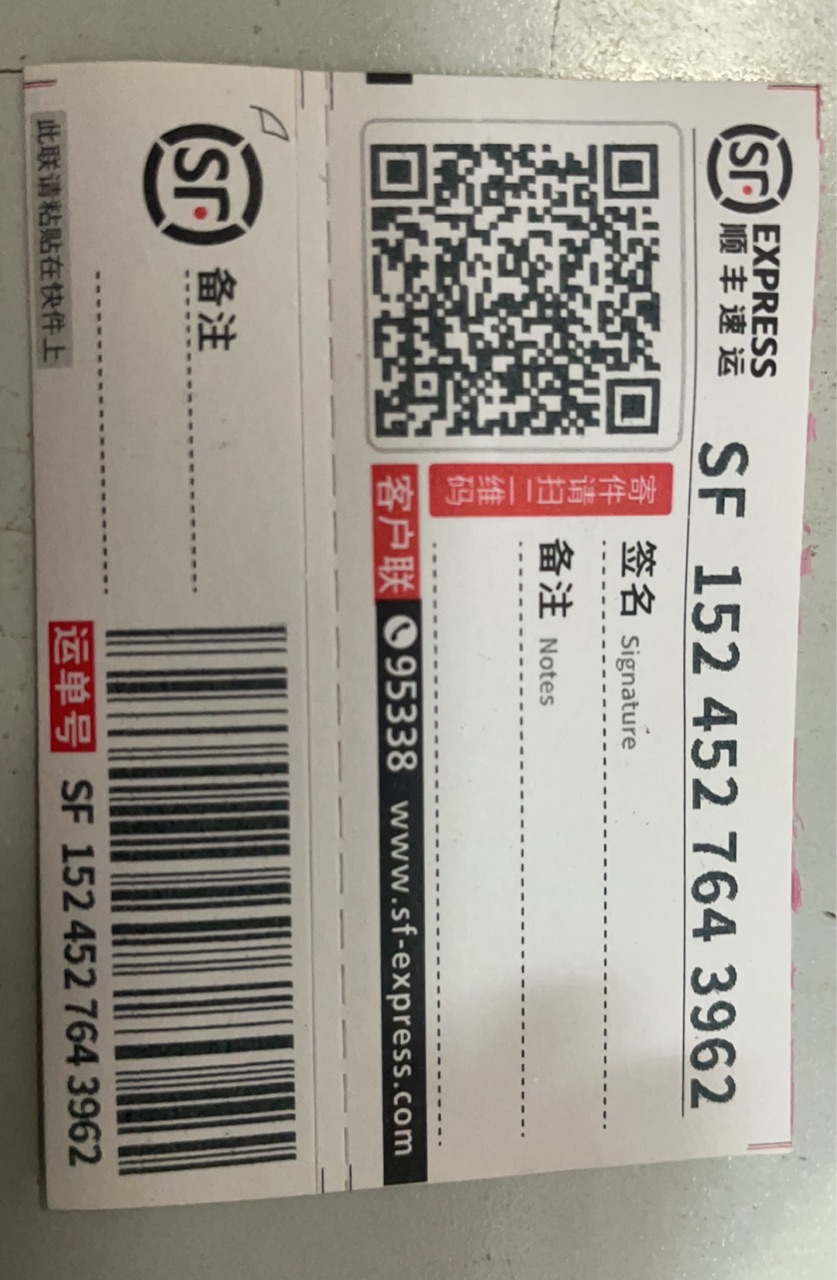 SF EXPRESS
顺丰速运
SF 152 452 764 3962
寄件请扫二维码
签名 Signature
备注 Notes
客户联 95338 www.sf-express.com
SF
备注
运单号 SF 152 452 764 3962
此联请粘贴在快件上